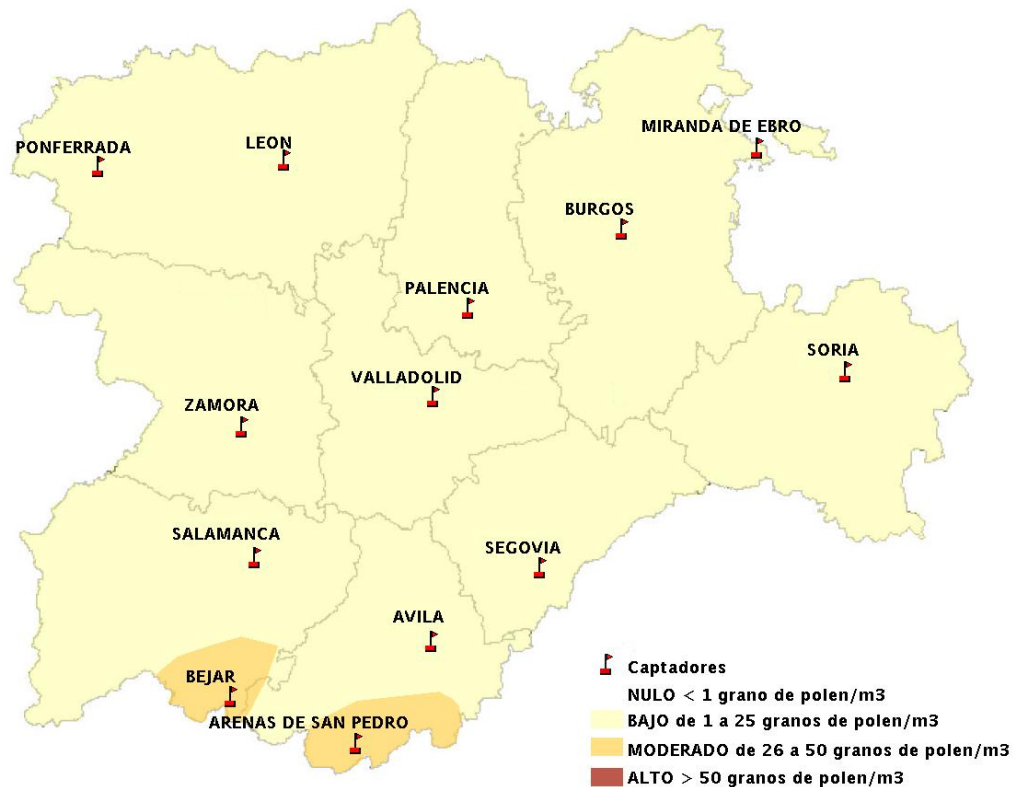 MIRANDA DE EBRO
PONFERRADA
LEON
BURGOS
PALENCIA
SORIA
VALLADOLID
ZAMORA
SALAMANCA
SEGOVIA
AVILA
BEJAR
ARENAS DE SAN PEDRO
Captadores
NULO < 1 grano de polen/m3
BAJO de 1 a 25 granos de polen/m3
MODERADO de 26 a 50 granos de polen/m3
ALTO > 50 granos de polen/m3